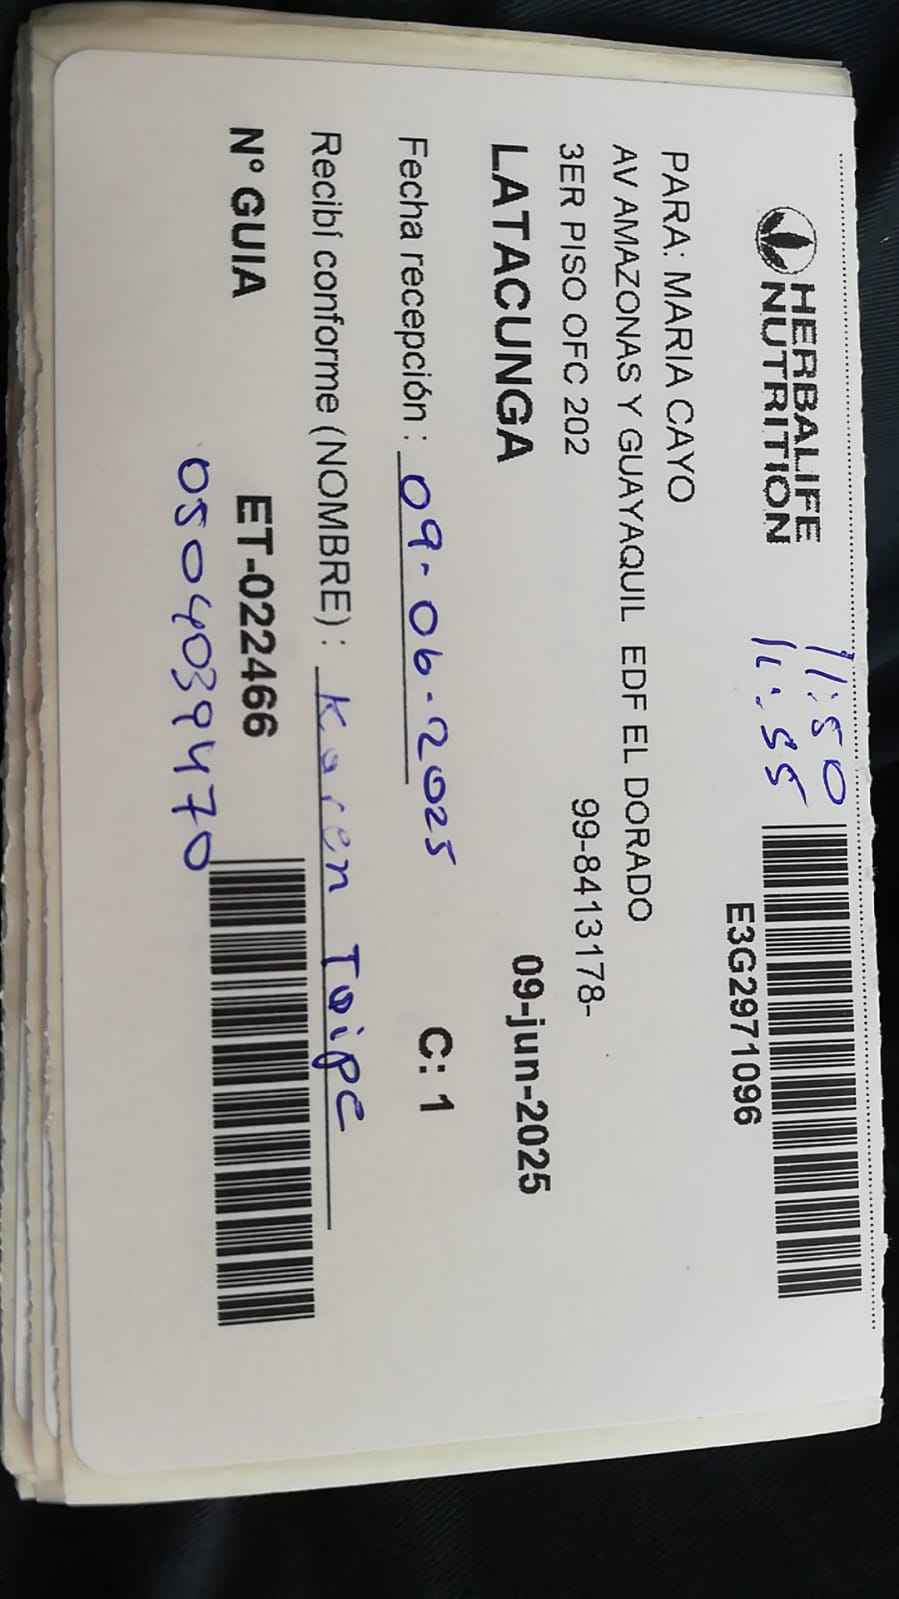 HERBALIFE
NUTRITION
11:50
11:55
E3G2971096
PARA: MARIA CAYO
AV AMAZONAS Y GUAYAQUIL EDF EL DORADO
3ER PISO OFC 202 99-8413178-
LATACUNGA 09-jun-2025
Fecha recepción : 09-06-2025 C: 1
Recibí conforme (NOMBRE) : Karen Taipe
N° GUIA ET-022466
0504039470